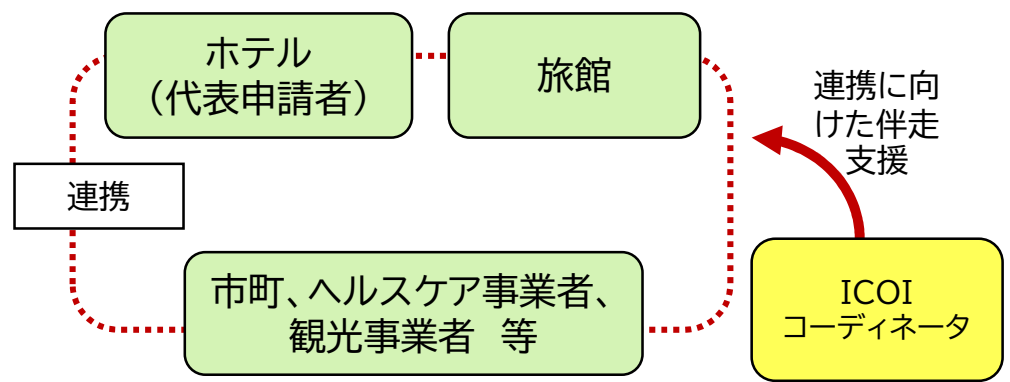 ホテル
（代表申請者）
旅館
連携に向
けた伴走
支援
連携
市町、ヘルスケア事業者、
観光事業者　等
ICOI
コーディネータ